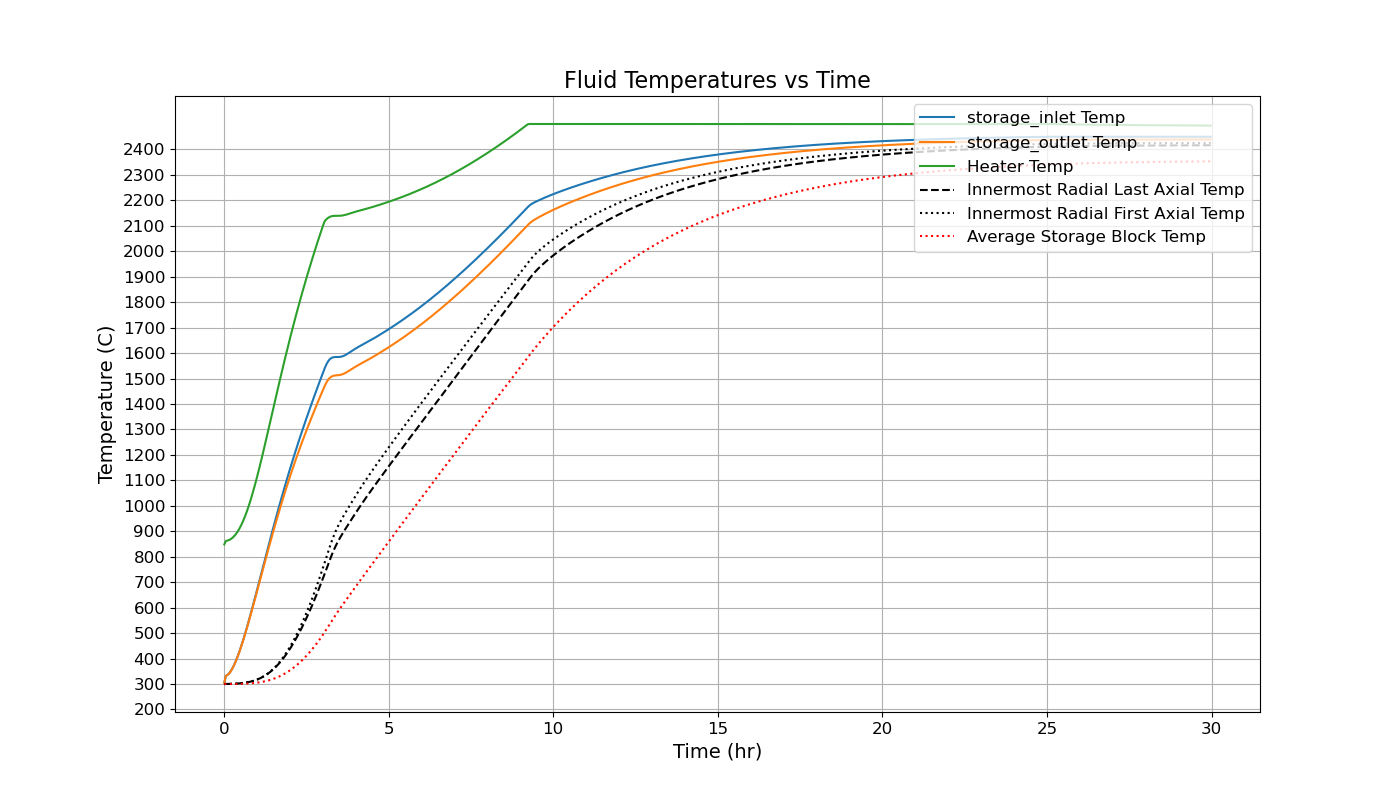 Fluid Temperatures vs Time
Temperature (C)
2400
2300
2200
2100
2000
1900
1800
1700
1600
1500
1400
1300
1200
1100
1000
900
800
700
600
500
400
300
200
storage_inlet Temp
storage_outlet Temp
Heater Temp
Innermost Radial Last Axial Temp
Innermost Radial First Axial Temp
Average Storage Block Temp
0 5 10 15 20 25 30
Time (hr)